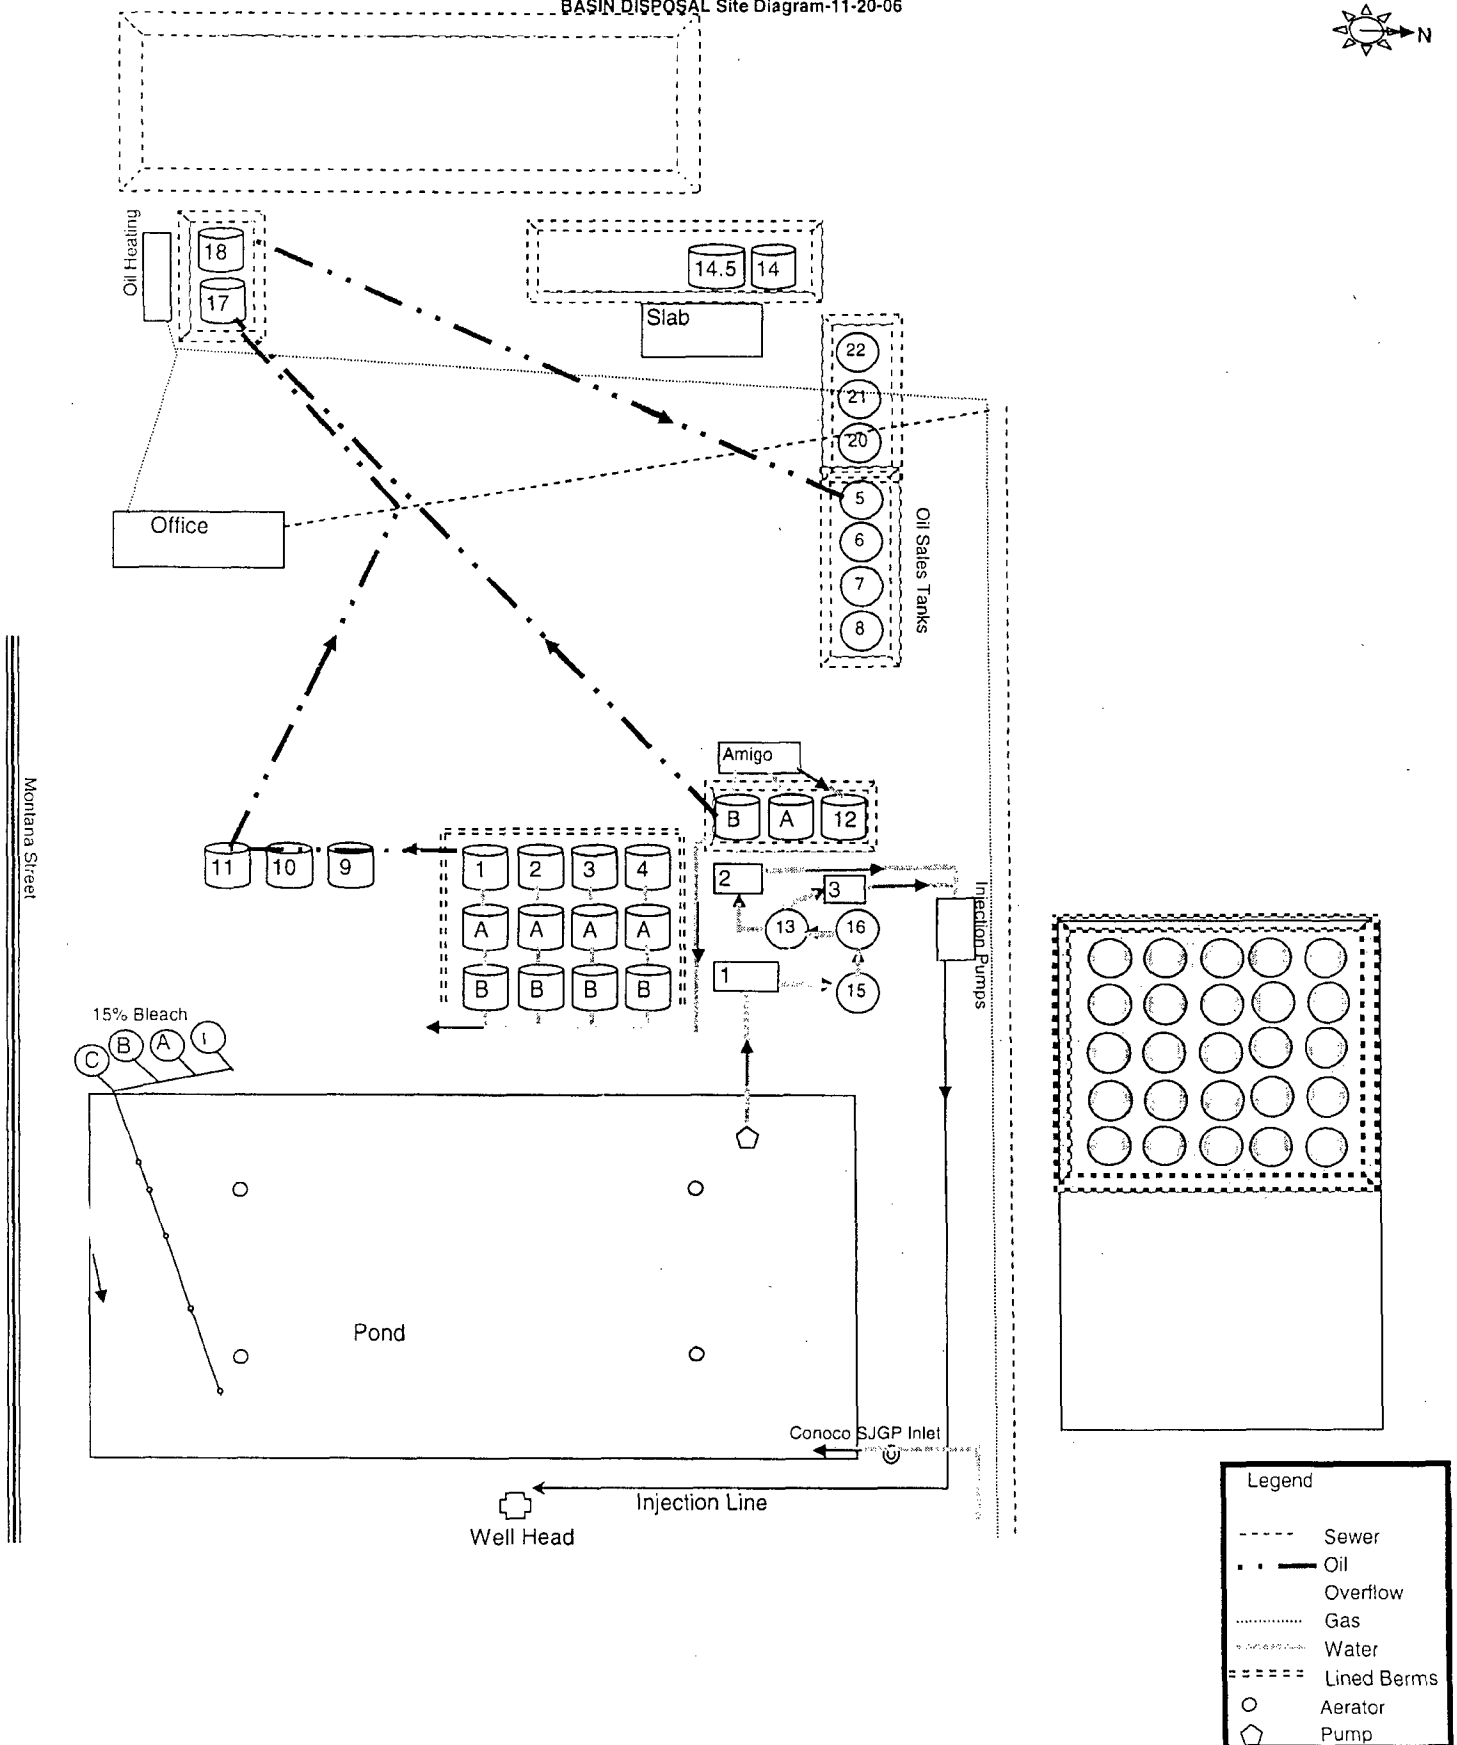 BASIN DISPOSAL Site Diagram-11-20-06
N
Oil Heating
18
17
14.5 14
Slab
22
21
20
5
6
7
8
Oil Sales Tanks
Office
Montana Street
Amigo
B A 12
11 10 9
1 2 3 4
A A A A
B B B B
2
3
13 16
1
15
Injection Pumps
15% Bleach
C B A
Pond
Conoco SJGP Inlet
Injection Line
Well Head
Legend
Sewer
Oil
Overflow
Gas
Water
Lined Berms
Aerator
Pump